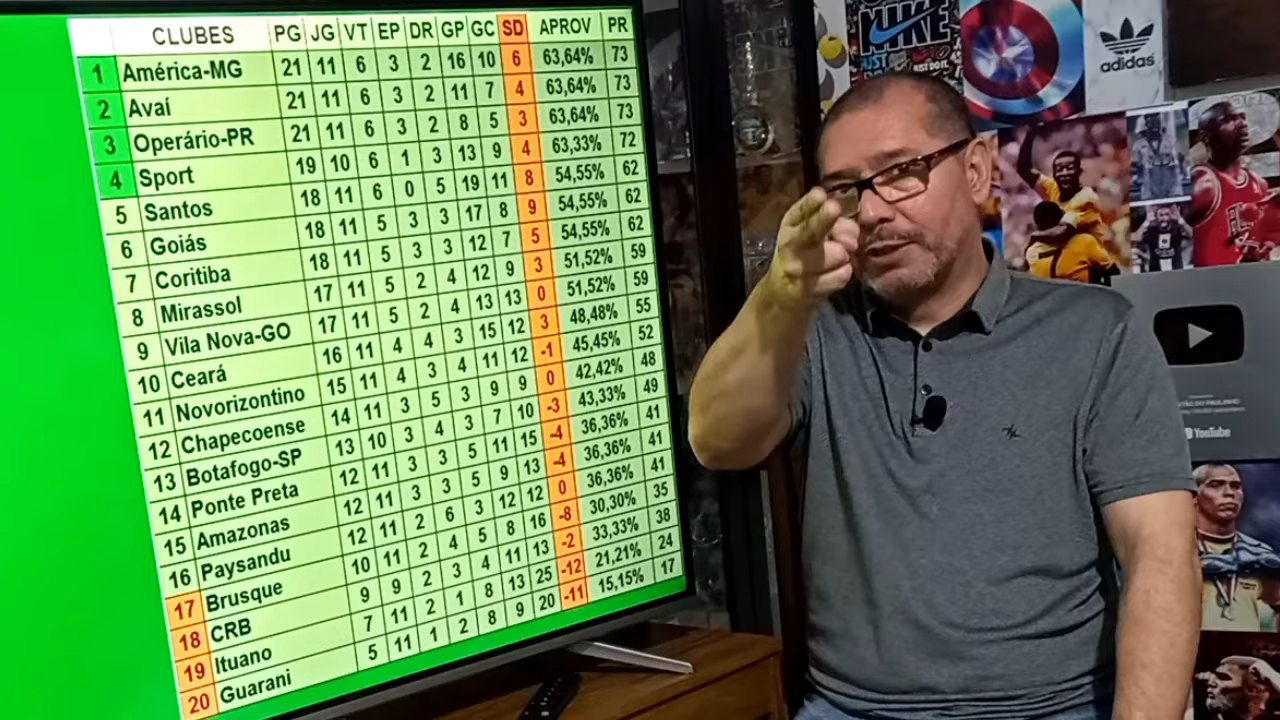 CLUBES PG JG VT EP DR GP GC SD APROV PR
1 América-MG 21 11 6 3 2 16 10 6 63,64% 73
2 Avaí 21 11 6 3 2 11 7 4 63,64% 73
3 Operário-PR 21 11 6 3 2 8 5 3 63,64% 73
4 Sport 19 10 6 1 3 13 9 4 63,33% 72
5 Santos 18 11 6 0 5 19 11 8 54,55% 62
6 Goiás 18 11 5 3 3 17 8 9 54,55% 62
7 Coritiba 18 11 5 3 3 12 7 5 54,55% 62
8 Mirassol 17 11 5 2 4 12 9 3 51,52% 59
9 Vila Nova-GO 17 11 5 2 4 13 13 0 51,52% 59
10 Ceará 16 11 4 4 3 15 12 3 48,48% 55
11 Novorizontino 15 11 4 3 4 11 12 -1 45,45% 52
12 Chapecoense 14 11 3 5 3 9 9 0 42,42% 48
13 Botafogo-SP 13 10 3 4 3 7 10 -3 43,33% 49
14 Ponte Preta 12 11 3 3 5 11 15 -4 36,36% 41
15 Amazonas 12 11 3 3 5 9 13 -4 36,36% 41
16 Paysandu 12 11 2 6 3 12 12 0 36,36% 41
17 Brusque 10 11 2 4 5 8 16 -8 30,30% 35
18 CRB 9 9 2 3 4 11 13 -2 33,33% 38
19 Ituano 7 11 2 1 8 13 25 -12 21,21% 24
20 Guarani 5 11 1 2 8 9 20 -11 15,15% 17
NIKE
JUST DO IT.
adidas
YouTube